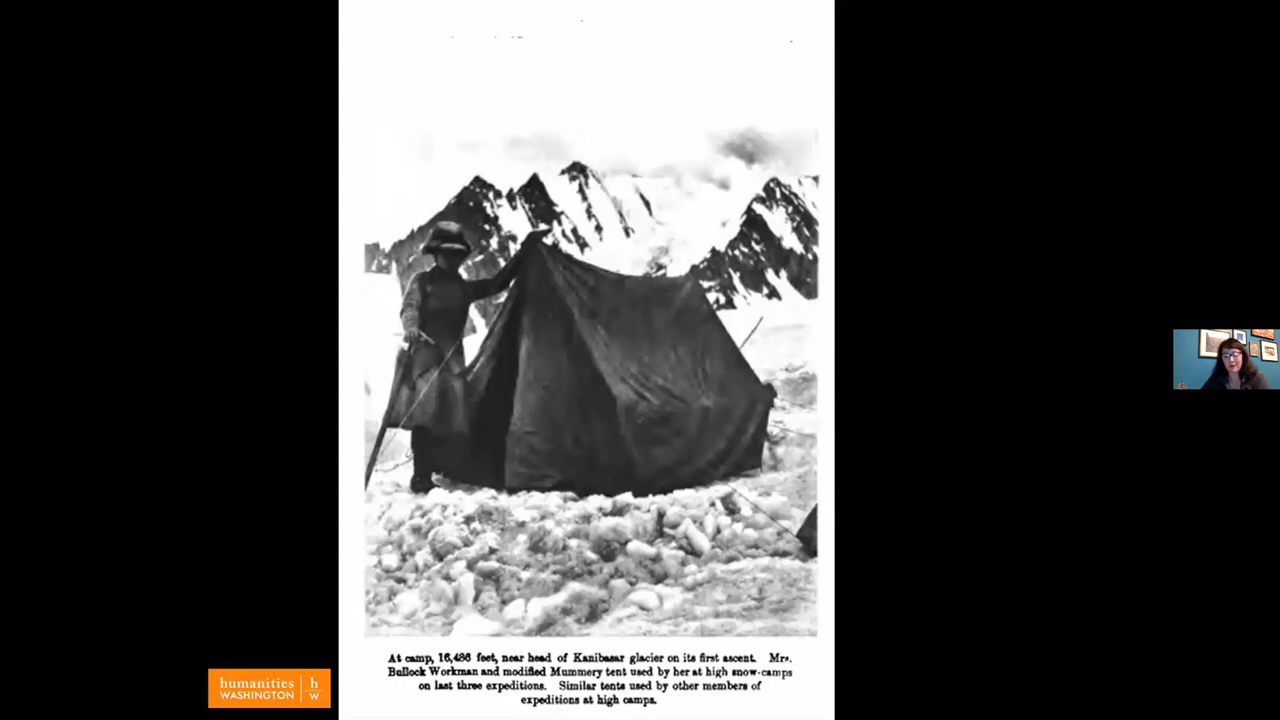 At camp, 16,486 feet, near head of Kanibasar glacier on its first ascent. Mrs.
Bullock Workman and modified Mummery tent used by her at high snow-camps
on last three expeditions. Similar tents used by other members of
expeditions at high camps.
humanities
WASHINGTON
h
w